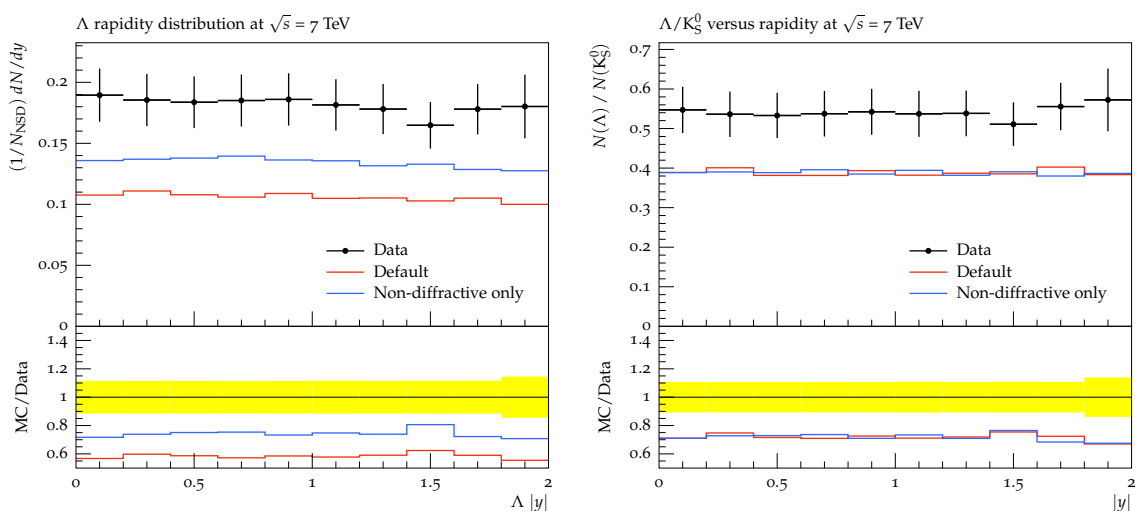 Λ rapidity distribution at √s = 7 TeV
(1/N_NSD) dN/dy
0.2
0.15
0.1
0.05
0
Data
Default
Non-diffractive only
MC/Data
1.4
1.2
1
0.8
0.6
0 0.5 1 1.5 2
Λ |y|
Λ/K⁰_S versus rapidity at √s = 7 TeV
N(Λ) / N(K⁰_S)
0.7
0.6
0.5
0.4
0.3
0.2
0.1
0
Data
Default
Non-diffractive only
MC/Data
1.4
1.2
1
0.8
0.6
0 0.5 1 1.5 2
|y|